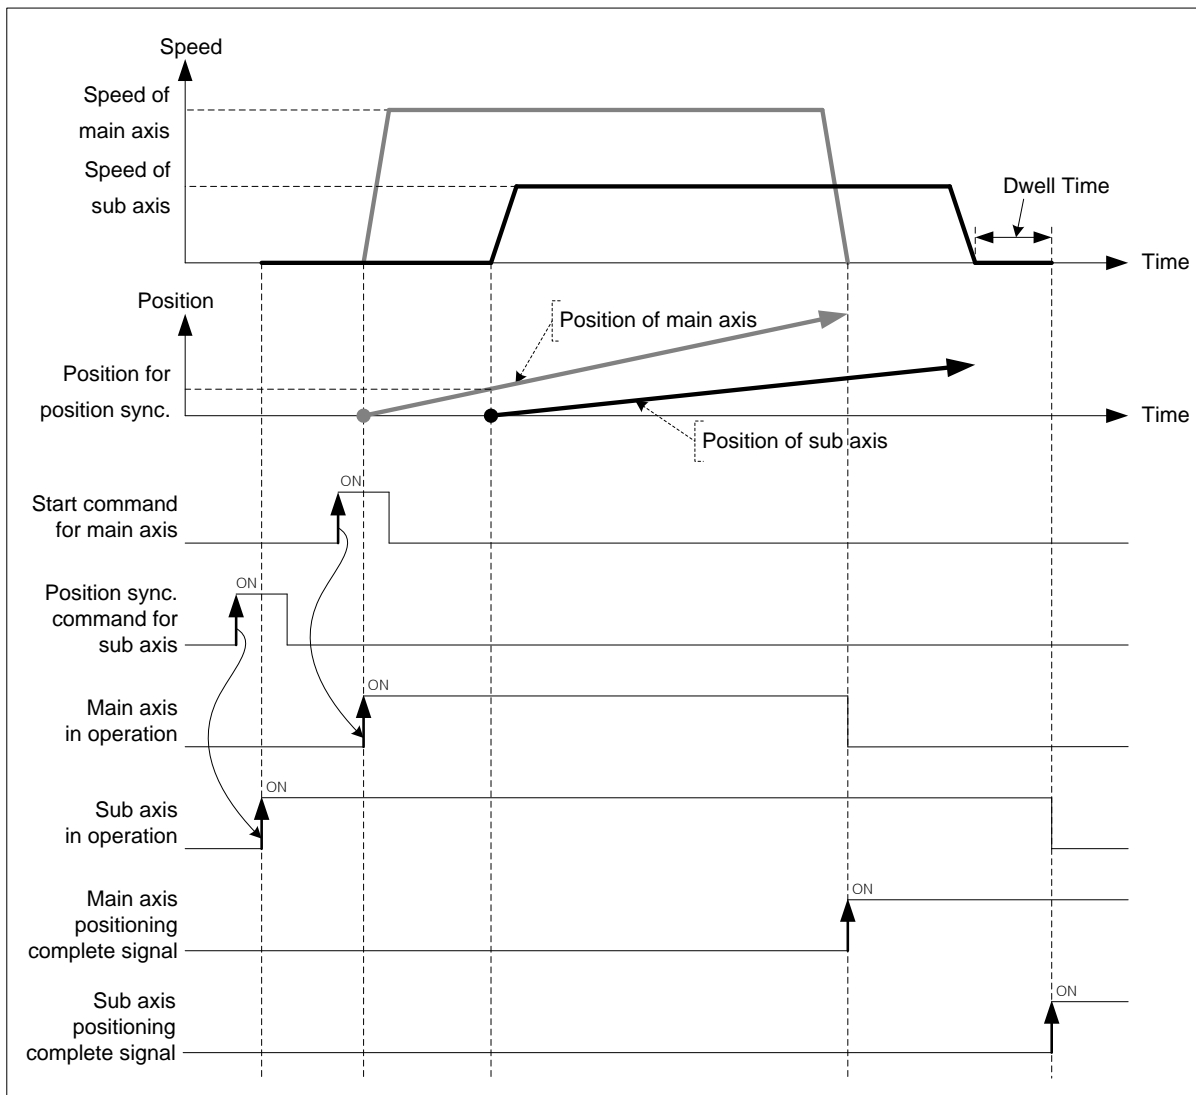 Speed
Speed of
main axis
Speed of
sub axis
Dwell Time
Time
Position
Position of main axis
Position for
position sync.
Time
Position of sub axis
ON
Start command
for main axis
ON
Position sync.
command for
sub axis
ON
Main axis
in operation
ON
Sub axis
in operation
ON
Main axis
positioning
complete signal
ON
Sub axis
positioning
complete signal